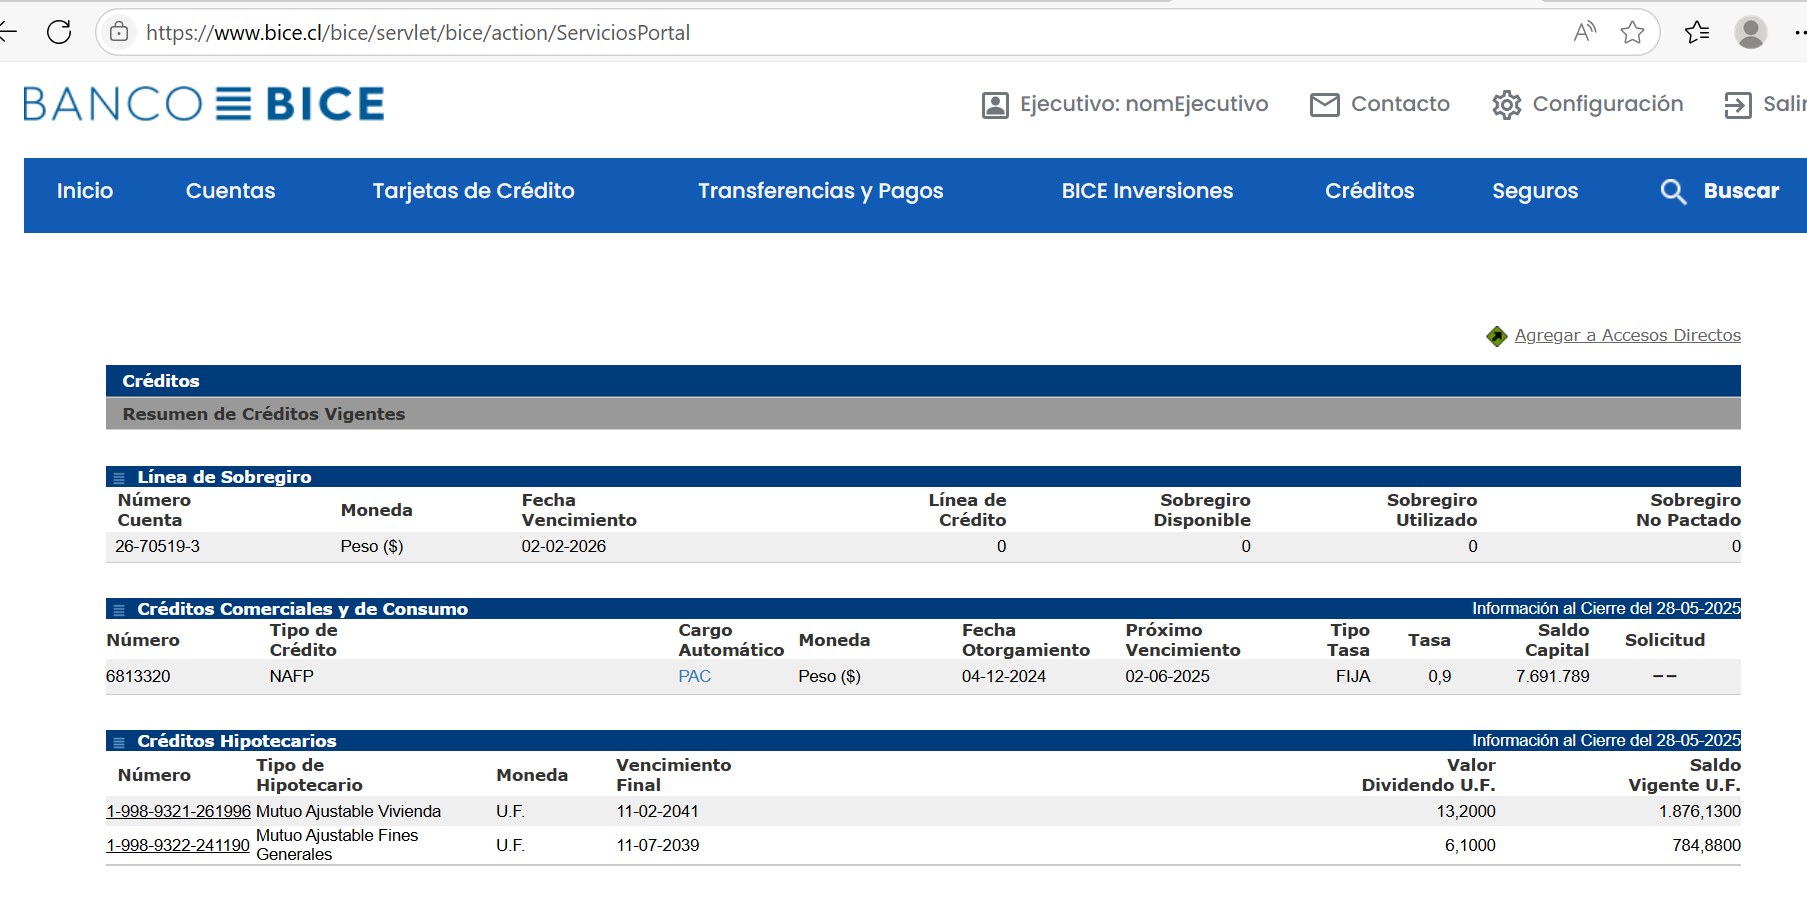 https://www.bice.cl/bice/servlet/bice/action/ServiciosPortal
BANCO BICE
Ejecutivo: nomEjecutivo Contacto Configuración
Inicio Cuentas Tarjetas de Crédito Transferencias y Pagos BICE Inversiones Créditos Seguros Buscar
Agregar a Accesos Directos
Créditos
Resumen de Créditos Vigentes
Línea de Sobregiro
Número Cuenta Moneda Fecha Vencimiento Línea de Crédito Sobregiro Disponible Sobregiro Utilizado Sobregiro No Pactado
26-70519-3 Peso ($) 02-02-2026 0 0 0 0
Créditos Comerciales y de Consumo Información al Cierre del 28-05-2025
Número Tipo de Crédito Cargo Automático Moneda Fecha Otorgamiento Próximo Vencimiento Tipo Tasa Tasa Saldo Capital Solicitud
6813320 NAFP PAC Peso ($) 04-12-2024 02-06-2025 FIJA 0,9 7.691.789 --
Créditos Hipotecarios Información al Cierre del 28-05-2025
Número Tipo de Hipotecario Moneda Vencimiento Final Valor Dividendo U.F. Saldo Vigente U.F.
1-998-9321-261996 Mutuo Ajustable Vivienda U.F. 11-02-2041 13,2000 1.876,1300
1-998-9322-241190 Mutuo Ajustable Fines Generales U.F. 11-07-2039 6,1000 784,8800